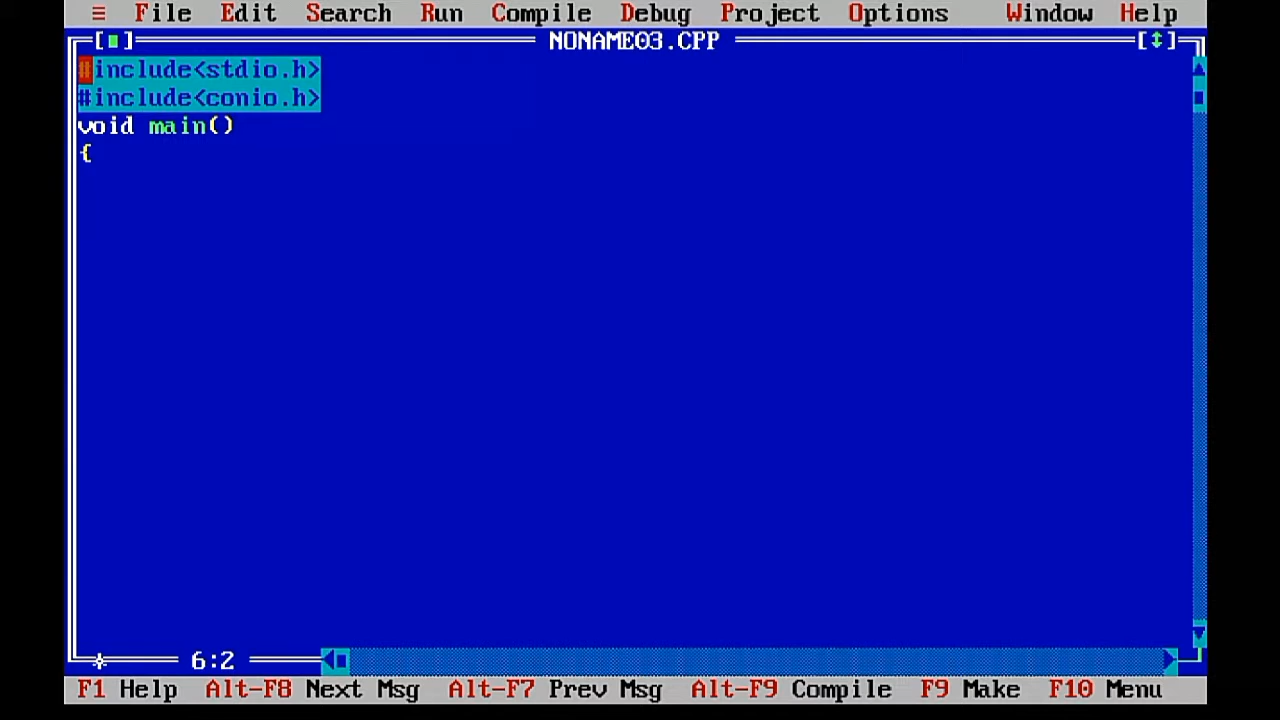 ≡ File Edit Search Run Compile Debug Project Options Window Help
[■] NONAME03.CPP [↕]
#include<stdio.h>
#include<conio.h>
void main()
{
6:2
F1 Help Alt-F8 Next Msg Alt-F7 Prev Msg Alt-F9 Compile F9 Make F10 Menu